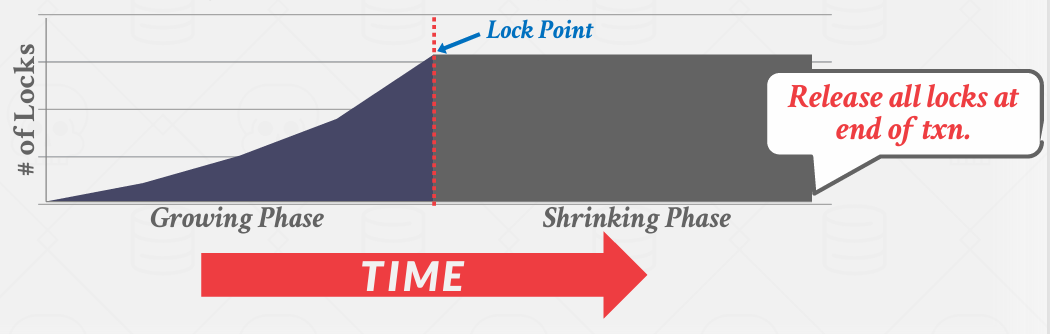 Lock Point
# of Locks
Release all locks at
end of txn.
Growing Phase
Shrinking Phase
TIME